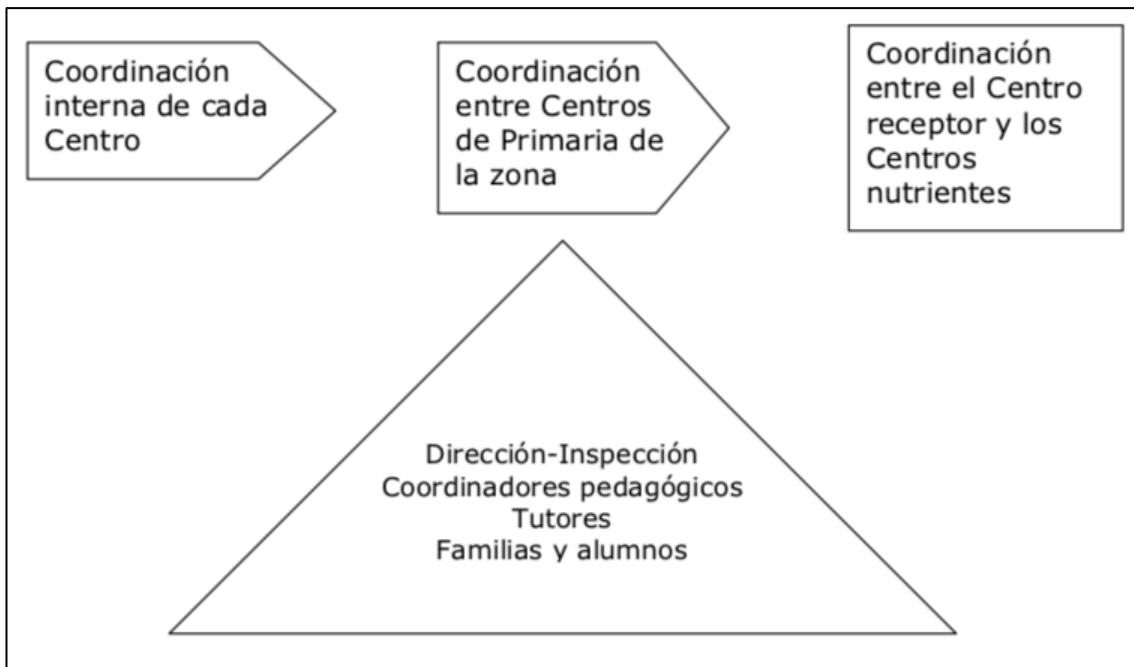 Coordinación
interna de cada
Centro
Coordinación
entre Centros
de Primaria de
la zona
Coordinación
entre el Centro
receptor y los
Centros
nutrientes
Dirección-Inspección
Coordinadores pedagógicos
Tutores
Familias y alumnos